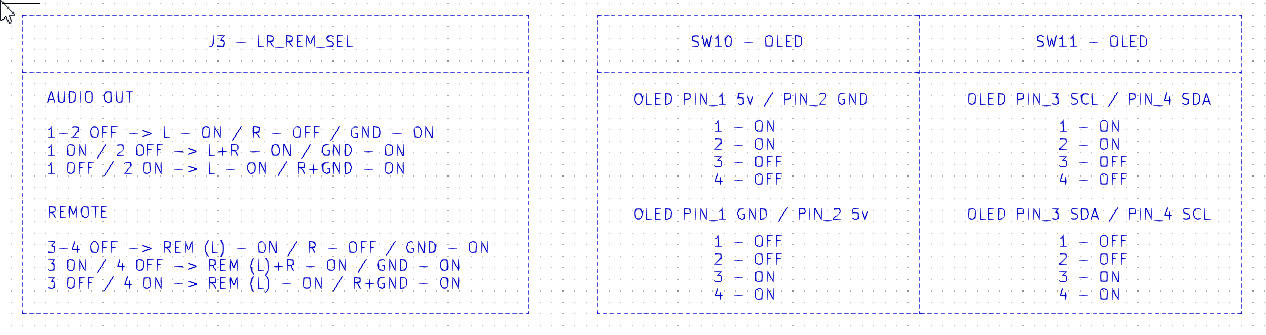 J3 - LR_REM_SEL
AUDIO OUT
1-2 OFF -> L - ON / R - OFF / GND - ON
1 ON / 2 OFF -> L+R - ON / GND - ON
1 OFF / 2 ON -> L - ON / R+GND - ON
REMOTE
3-4 OFF -> REM (L) - ON / R - OFF / GND - ON
3 ON / 4 OFF -> REM (L)+R - ON / GND - ON
3 OFF / 4 ON -> REM (L) - ON / R+GND - ON
SW10 - OLED
OLED PIN_1 5v / PIN_2 GND
1 - ON
2 - ON
3 - OFF
4 - OFF
OLED PIN_1 GND / PIN_2 5v
1 - OFF
2 - OFF
3 - ON
4 - ON
SW11 - OLED
OLED PIN_3 SCL / PIN_4 SDA
1 - ON
2 - ON
3 - OFF
4 - OFF
OLED PIN_3 SDA / PIN_4 SCL
1 - OFF
2 - OFF
3 - ON
4 - ON